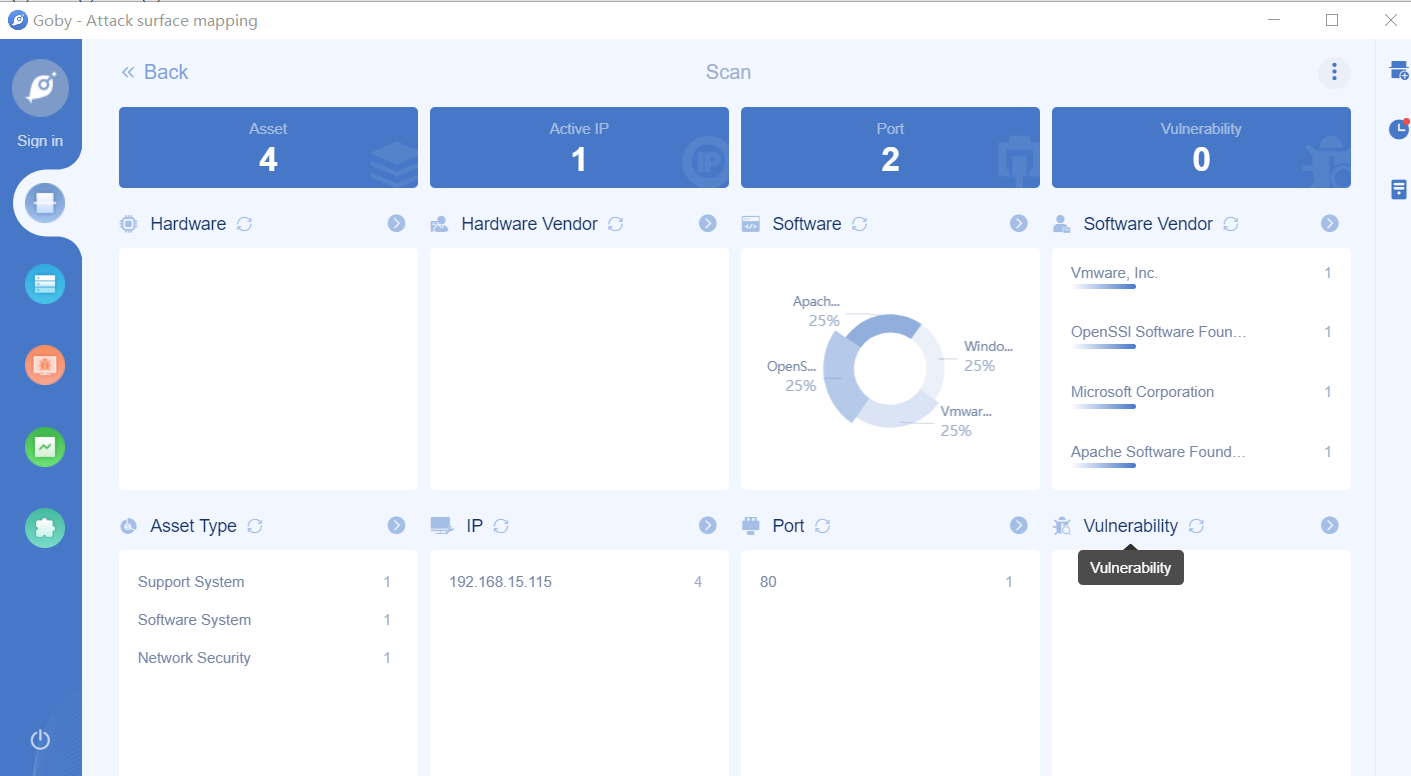 Goby - Attack surface mapping
Sign in
« Back
Scan
Asset
4
Active IP
1
IP
Port
2
Vulnerability
0
Hardware
Hardware Vendor
Software
Software Vendor
Apach...
25%
Windo...
25%
OpenS...
25%
Vmwar...
25%
Vmware, Inc. 1
OpenSSl Software Foun... 1
Microsoft Corporation 1
Apache Software Found... 1
Asset Type
IP
Port
Vulnerability
Support System 1
Software System 1
Network Security 1
192.168.15.115 4
80 1
Vulnerability